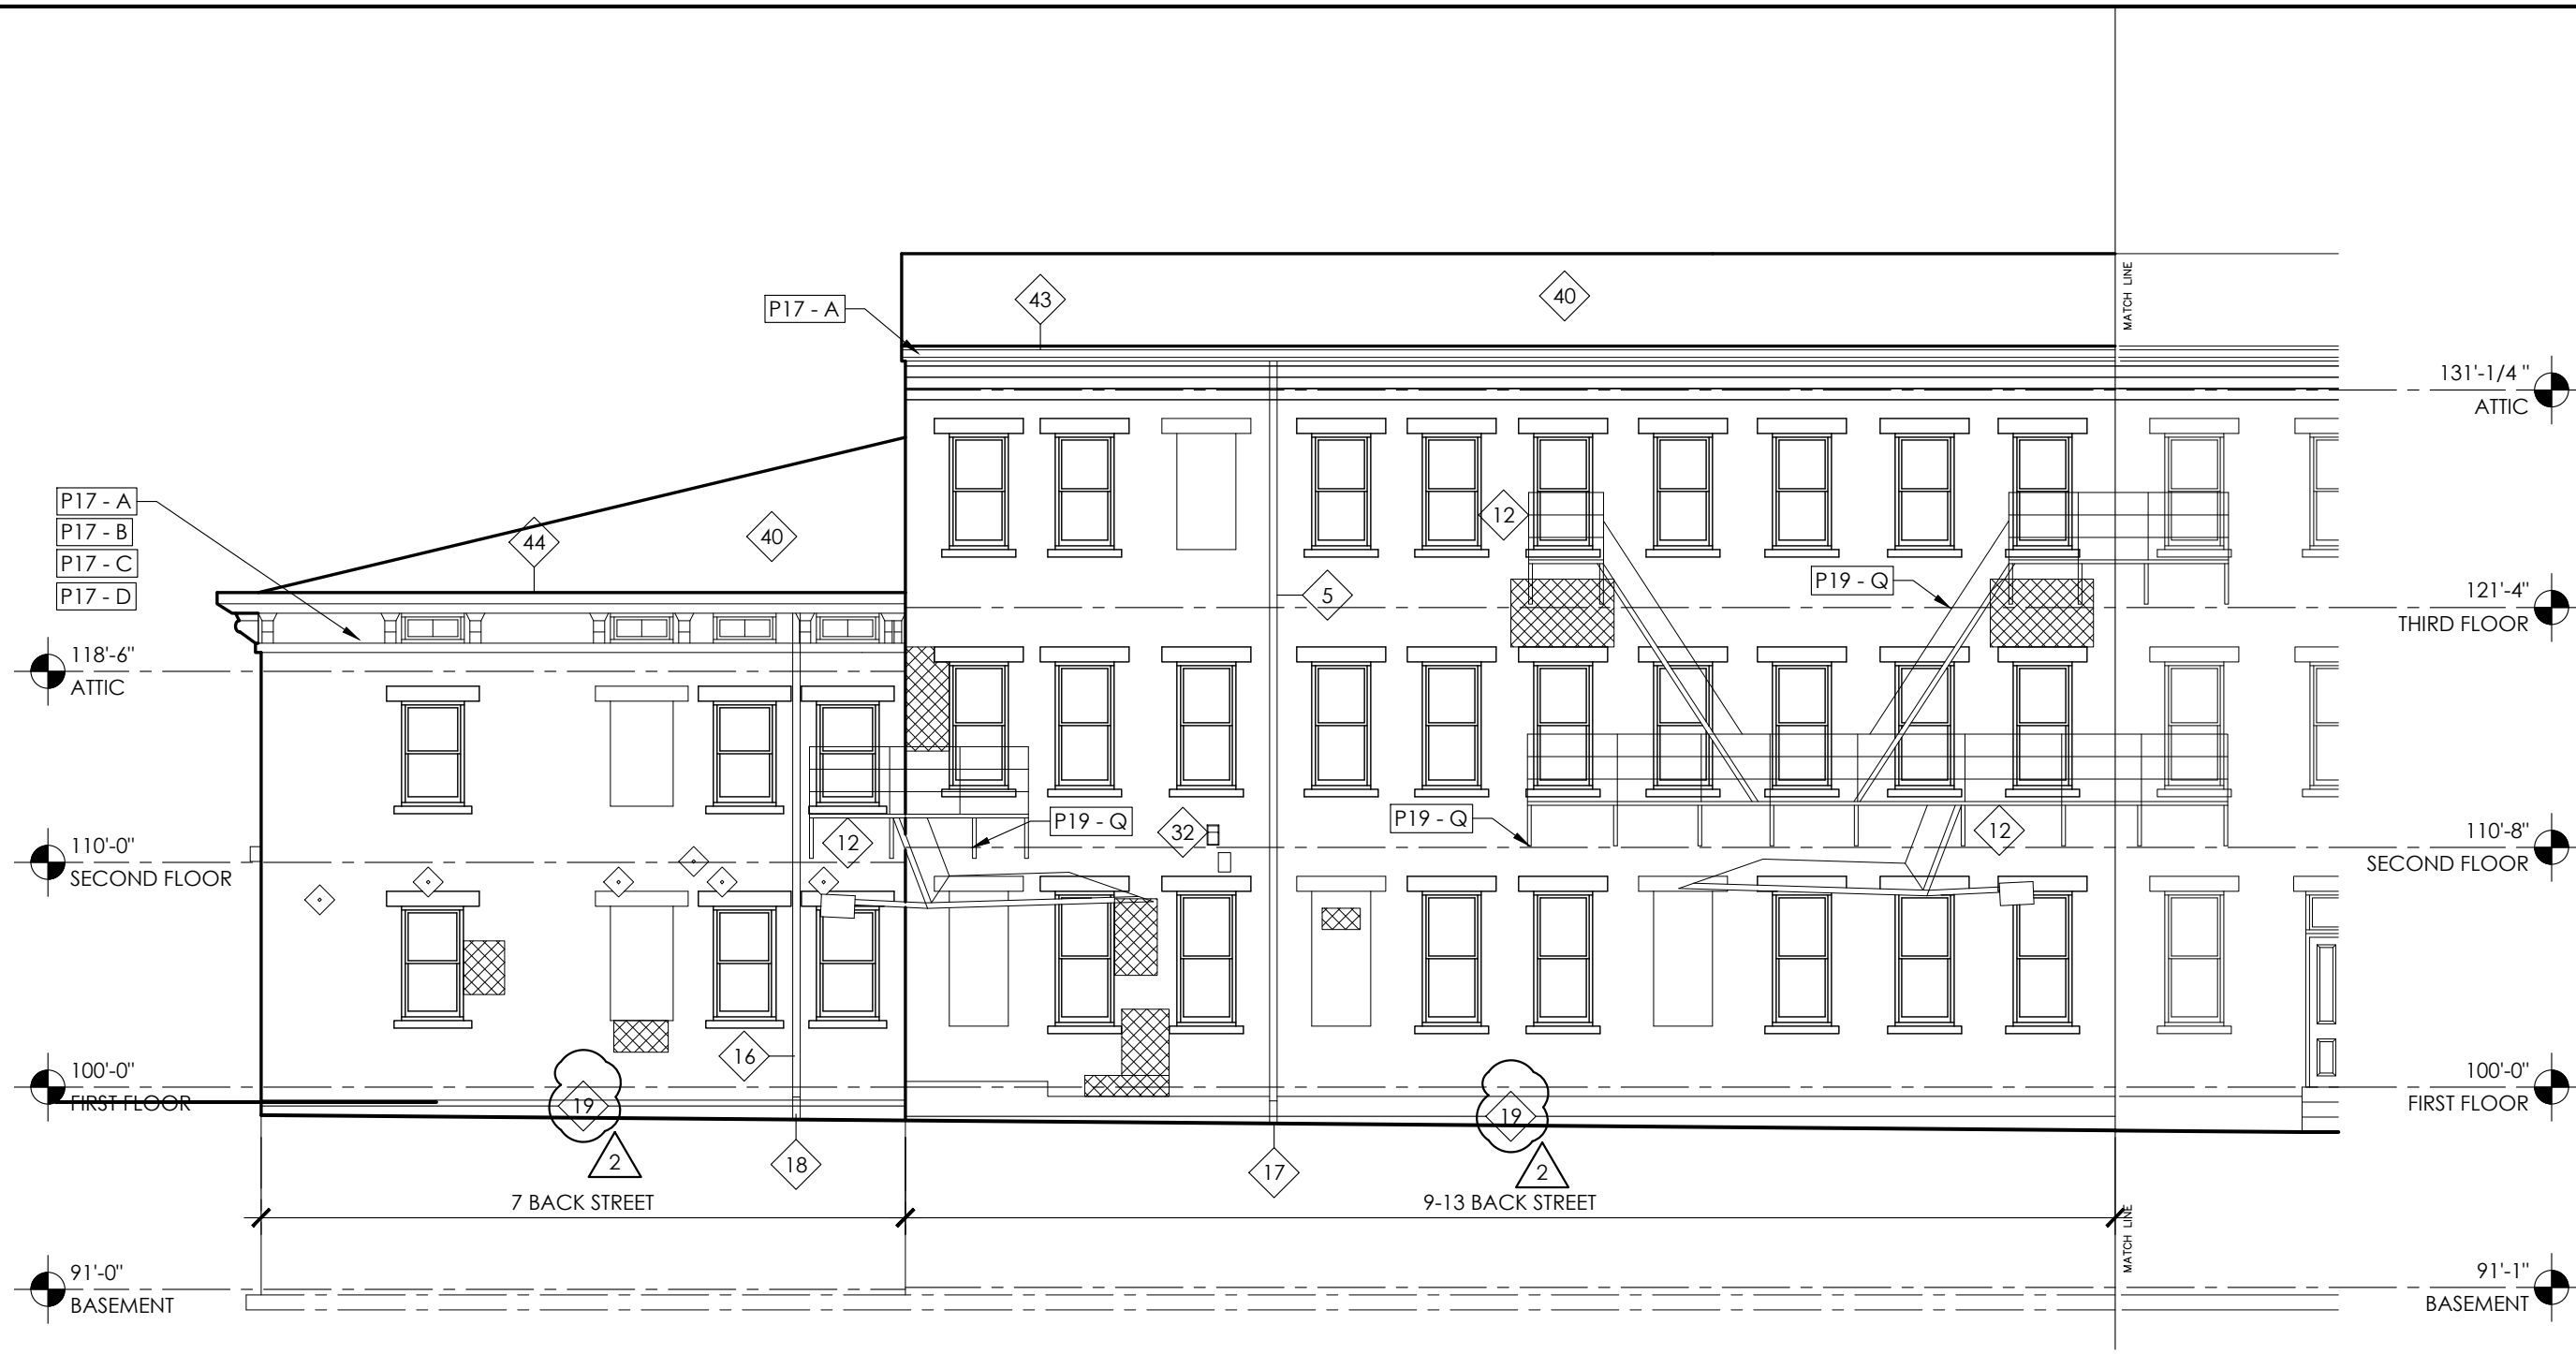 MATCH LINE
P17 - A
43
40
131'-1/4 "
ATTIC
P17 - A
P17 - B
P17 - C
P17 - D
44
40
12
5
P19 - Q
121'-4"
THIRD FLOOR
118'-6"
ATTIC
12
P19 - Q
32
P19 - Q
12
110'-0"
SECOND FLOOR
110'-8"
SECOND FLOOR
16
100'-0"
FIRST FLOOR
19
19
100'-0"
FIRST FLOOR
2
18
17
2
7 BACK STREET
9-13 BACK STREET
MATCH LINE
91'-0"
BASEMENT
91'-1"
BASEMENT